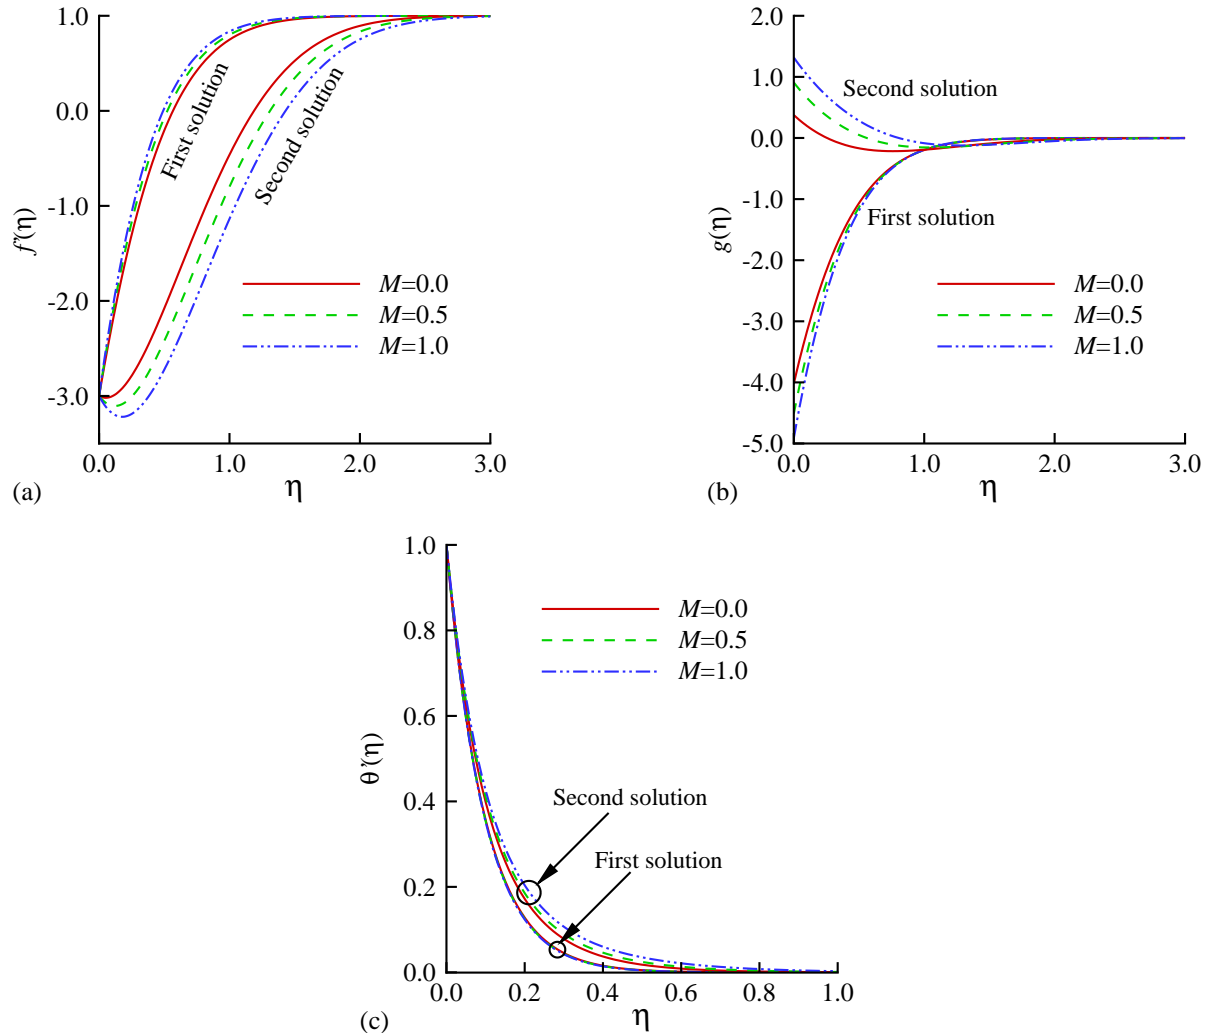 1.0
0.0
-1.0
-2.0
-3.0
f'(η)
First solution
Second solution
M=0.0
M=0.5
M=1.0
0.0 1.0 2.0 3.0
η
(a)
2.0
1.0
0.0
-1.0
-2.0
-3.0
-4.0
-5.0
g(η)
Second solution
First solution
M=0.0
M=0.5
M=1.0
0.0 1.0 2.0 3.0
η
(b)
1.0
0.8
0.6
0.4
0.2
0.0
θ'(η)
M=0.0
M=0.5
M=1.0
Second solution
First solution
0.0 0.2 0.4 0.6 0.8 1.0
η
(c)